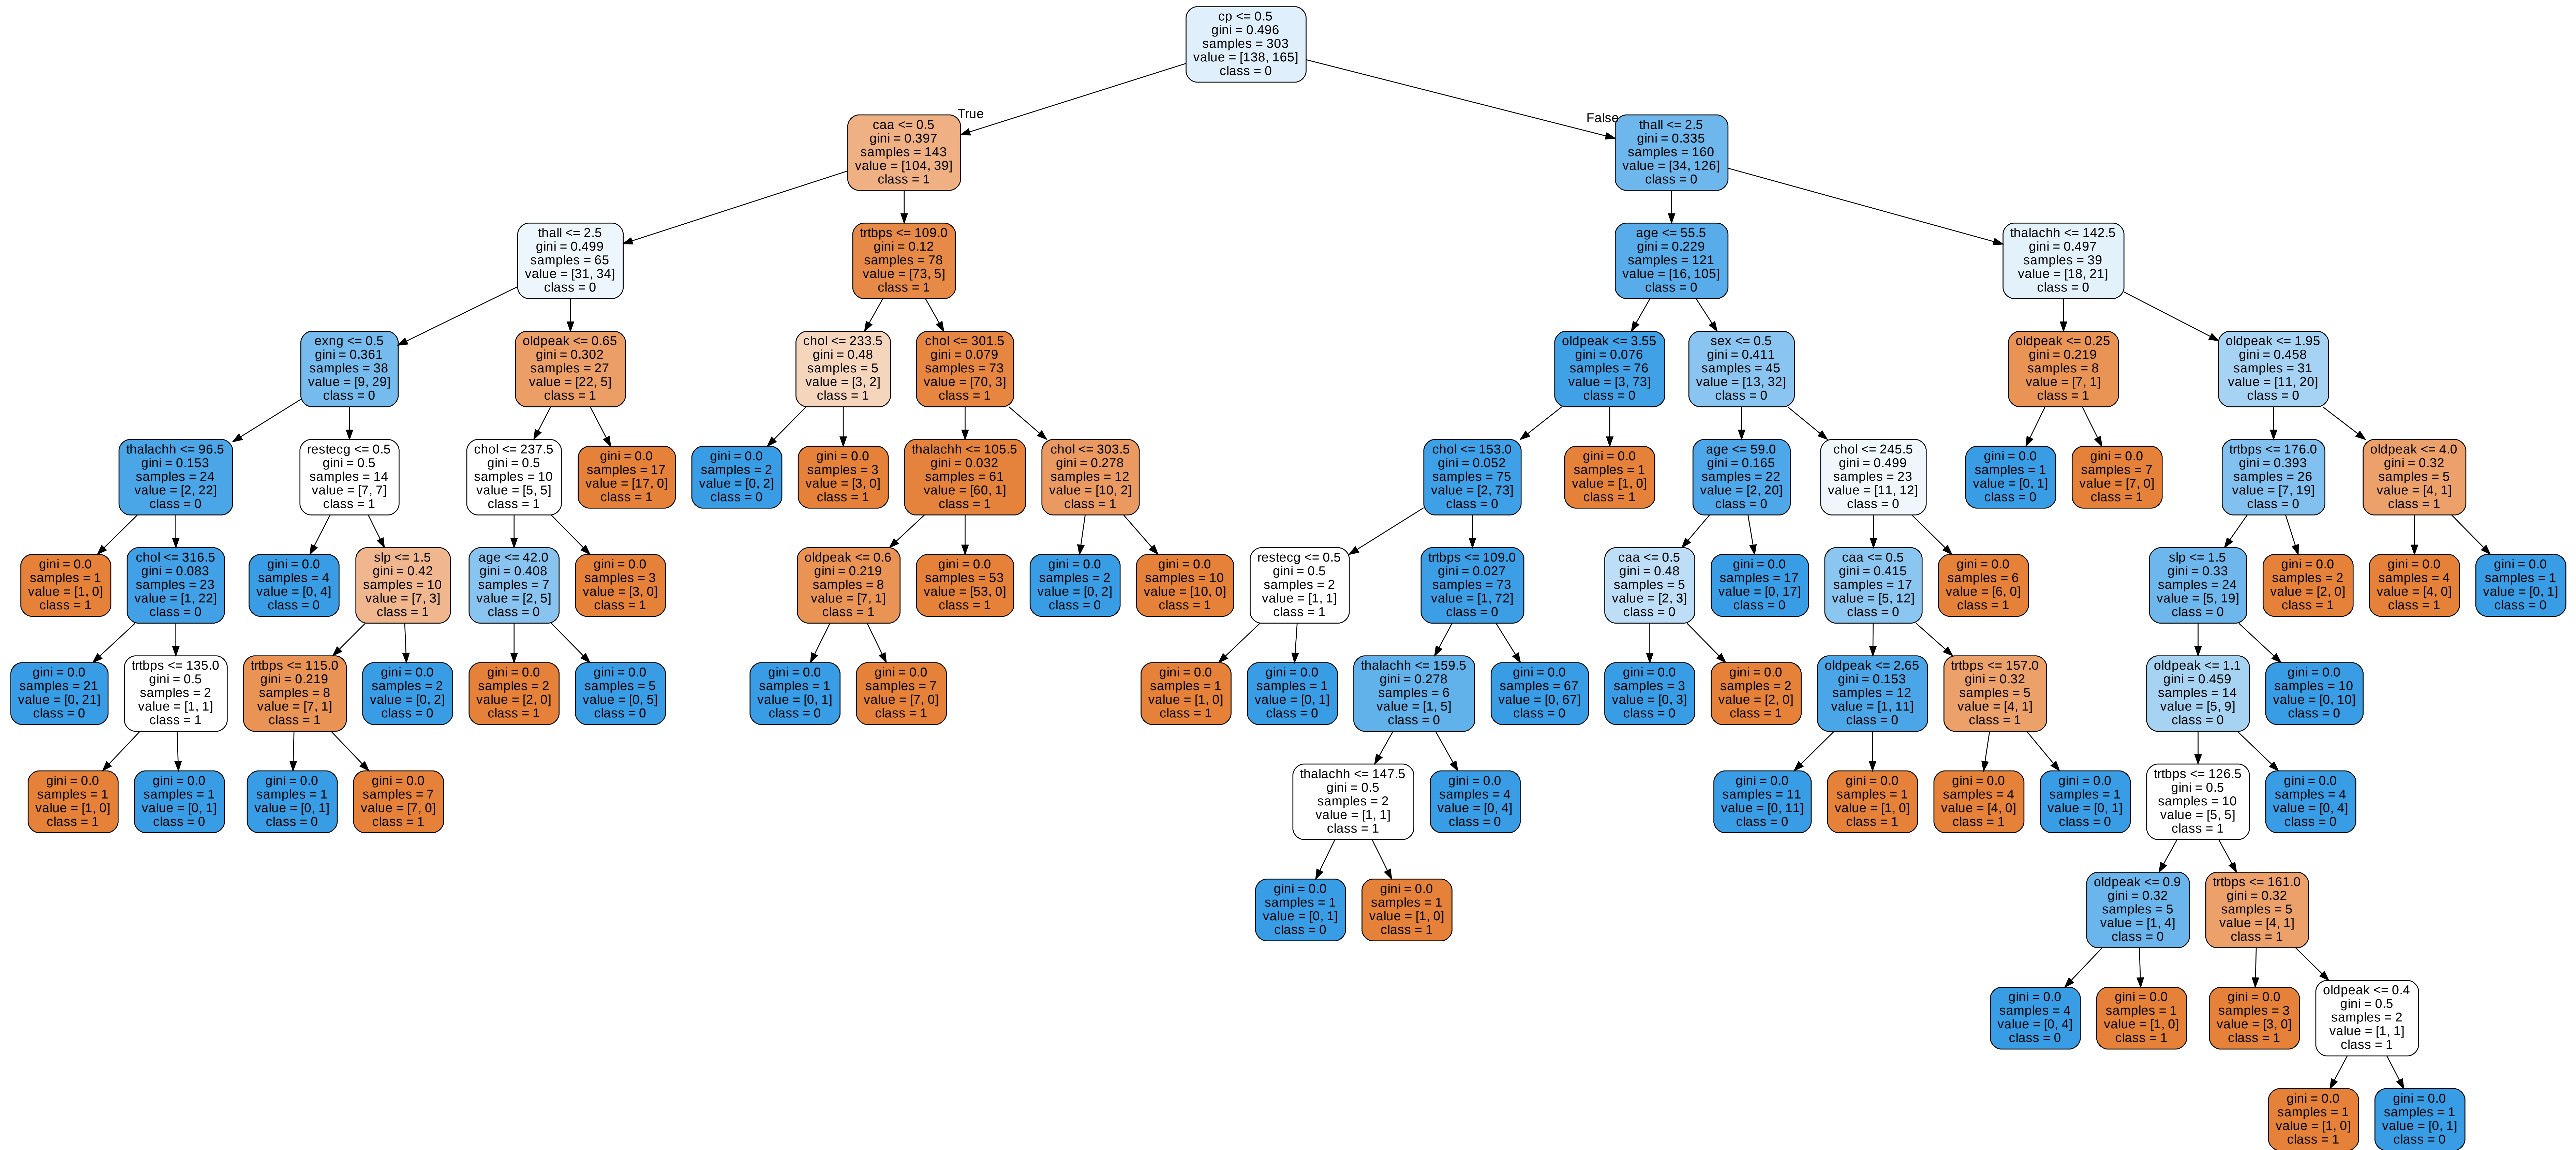 cp <= 0.5
gini = 0.496
samples = 303
value = [138, 165]
class = 0
True
False
caa <= 0.5
gini = 0.397
samples = 143
value = [104, 39]
class = 1
thall <= 2.5
gini = 0.335
samples = 160
value = [34, 126]
class = 0
thall <= 2.5
gini = 0.499
samples = 65
value = [31, 34]
class = 0
trtbps <= 109.0
gini = 0.12
samples = 78
value = [73, 5]
class = 1
age <= 55.5
gini = 0.229
samples = 121
value = [16, 105]
class = 0
thalachh <= 142.5
gini = 0.497
samples = 39
value = [18, 21]
class = 0
exng <= 0.5
gini = 0.361
samples = 38
value = [9, 29]
class = 0
oldpeak <= 0.65
gini = 0.302
samples = 27
value = [22, 5]
class = 1
chol <= 233.5
gini = 0.48
samples = 5
value = [3, 2]
class = 1
chol <= 301.5
gini = 0.079
samples = 73
value = [70, 3]
class = 1
oldpeak <= 3.55
gini = 0.076
samples = 76
value = [3, 73]
class = 0
sex <= 0.5
gini = 0.411
samples = 45
value = [13, 32]
class = 0
oldpeak <= 0.25
gini = 0.219
samples = 8
value = [7, 1]
class = 1
oldpeak <= 1.95
gini = 0.458
samples = 31
value = [11, 20]
class = 0
thalachh <= 96.5
gini = 0.153
samples = 24
value = [2, 22]
class = 0
restecg <= 0.5
gini = 0.5
samples = 14
value = [7, 7]
class = 1
chol <= 237.5
gini = 0.5
samples = 10
value = [5, 5]
class = 1
gini = 0.0
samples = 17
value = [17, 0]
class = 1
gini = 0.0
samples = 2
value = [0, 2]
class = 0
gini = 0.0
samples = 3
value = [3, 0]
class = 1
thalachh <= 105.5
gini = 0.032
samples = 61
value = [60, 1]
class = 1
chol <= 303.5
gini = 0.278
samples = 12
value = [10, 2]
class = 1
chol <= 153.0
gini = 0.052
samples = 75
value = [2, 73]
class = 0
gini = 0.0
samples = 1
value = [1, 0]
class = 1
age <= 59.0
gini = 0.165
samples = 22
value = [2, 20]
class = 0
chol <= 245.5
gini = 0.499
samples = 23
value = [11, 12]
class = 0
gini = 0.0
samples = 1
value = [0, 1]
class = 0
gini = 0.0
samples = 7
value = [7, 0]
class = 1
trtbps <= 176.0
gini = 0.393
samples = 26
value = [7, 19]
class = 0
oldpeak <= 4.0
gini = 0.32
samples = 5
value = [4, 1]
class = 1
gini = 0.0
samples = 1
value = [1, 0]
class = 1
chol <= 316.5
gini = 0.083
samples = 23
value = [1, 22]
class = 0
gini = 0.0
samples = 4
value = [0, 4]
class = 0
slp <= 1.5
gini = 0.42
samples = 10
value = [7, 3]
class = 1
age <= 42.0
gini = 0.408
samples = 7
value = [2, 5]
class = 0
gini = 0.0
samples = 3
value = [3, 0]
class = 1
oldpeak <= 0.6
gini = 0.219
samples = 8
value = [7, 1]
class = 1
gini = 0.0
samples = 53
value = [53, 0]
class = 1
gini = 0.0
samples = 2
value = [0, 2]
class = 0
gini = 0.0
samples = 10
value = [10, 0]
class = 1
restecg <= 0.5
gini = 0.5
samples = 2
value = [1, 1]
class = 1
trtbps <= 109.0
gini = 0.027
samples = 73
value = [1, 72]
class = 0
caa <= 0.5
gini = 0.48
samples = 5
value = [2, 3]
class = 0
gini = 0.0
samples = 17
value = [0, 17]
class = 0
caa <= 0.5
gini = 0.415
samples = 17
value = [5, 12]
class = 0
gini = 0.0
samples = 6
value = [6, 0]
class = 1
slp <= 1.5
gini = 0.33
samples = 24
value = [5, 19]
class = 0
gini = 0.0
samples = 2
value = [2, 0]
class = 1
gini = 0.0
samples = 4
value = [4, 0]
class = 1
gini = 0.0
samples = 1
value = [0, 1]
class = 0
gini = 0.0
samples = 21
value = [0, 21]
class = 0
trtbps <= 135.0
gini = 0.5
samples = 2
value = [1, 1]
class = 1
trtbps <= 115.0
gini = 0.219
samples = 8
value = [7, 1]
class = 1
gini = 0.0
samples = 2
value = [0, 2]
class = 0
gini = 0.0
samples = 2
value = [2, 0]
class = 1
gini = 0.0
samples = 5
value = [0, 5]
class = 0
gini = 0.0
samples = 1
value = [0, 1]
class = 0
gini = 0.0
samples = 7
value = [7, 0]
class = 1
gini = 0.0
samples = 1
value = [1, 0]
class = 1
gini = 0.0
samples = 1
value = [0, 1]
class = 0
thalachh <= 159.5
gini = 0.278
samples = 6
value = [1, 5]
class = 0
gini = 0.0
samples = 67
value = [0, 67]
class = 0
gini = 0.0
samples = 3
value = [0, 3]
class = 0
gini = 0.0
samples = 2
value = [2, 0]
class = 1
oldpeak <= 2.65
gini = 0.153
samples = 12
value = [1, 11]
class = 0
trtbps <= 157.0
gini = 0.32
samples = 5
value = [4, 1]
class = 1
oldpeak <= 1.1
gini = 0.459
samples = 14
value = [5, 9]
class = 0
gini = 0.0
samples = 10
value = [0, 10]
class = 0
gini = 0.0
samples = 1
value = [1, 0]
class = 1
gini = 0.0
samples = 1
value = [0, 1]
class = 0
gini = 0.0
samples = 1
value = [0, 1]
class = 0
gini = 0.0
samples = 7
value = [7, 0]
class = 1
thalachh <= 147.5
gini = 0.5
samples = 2
value = [1, 1]
class = 1
gini = 0.0
samples = 4
value = [0, 4]
class = 0
gini = 0.0
samples = 11
value = [0, 11]
class = 0
gini = 0.0
samples = 1
value = [1, 0]
class = 1
gini = 0.0
samples = 4
value = [4, 0]
class = 1
gini = 0.0
samples = 1
value = [0, 1]
class = 0
trtbps <= 126.5
gini = 0.5
samples = 10
value = [5, 5]
class = 1
gini = 0.0
samples = 4
value = [0, 4]
class = 0
gini = 0.0
samples = 1
value = [0, 1]
class = 0
gini = 0.0
samples = 1
value = [1, 0]
class = 1
oldpeak <= 0.9
gini = 0.32
samples = 5
value = [1, 4]
class = 0
trtbps <= 161.0
gini = 0.32
samples = 5
value = [4, 1]
class = 1
gini = 0.0
samples = 4
value = [0, 4]
class = 0
gini = 0.0
samples = 1
value = [1, 0]
class = 1
gini = 0.0
samples = 3
value = [3, 0]
class = 1
oldpeak <= 0.4
gini = 0.5
samples = 2
value = [1, 1]
class = 1
gini = 0.0
samples = 1
value = [1, 0]
class = 1
gini = 0.0
samples = 1
value = [0, 1]
class = 0